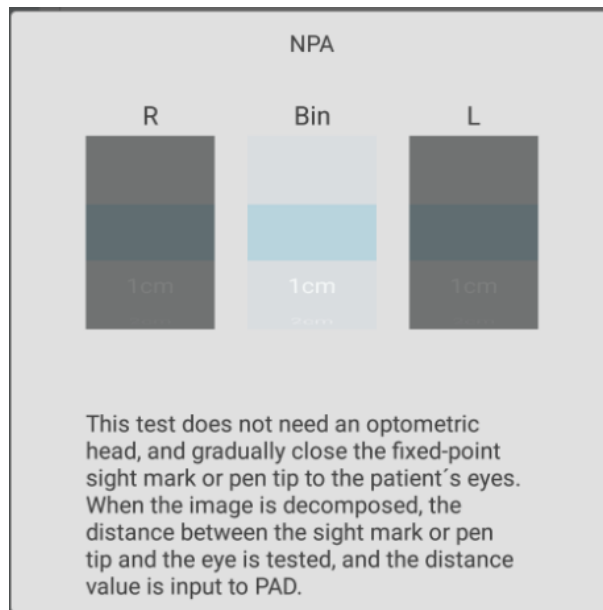 NPA
R Bin L
1cm 1cm 1cm
This test does not need an optometric
head, and gradually close the fixed-point
sight mark or pen tip to the patient´s eyes.
When the image is decomposed, the
distance between the sight mark or pen
tip and the eye is tested, and the distance
value is input to PAD.